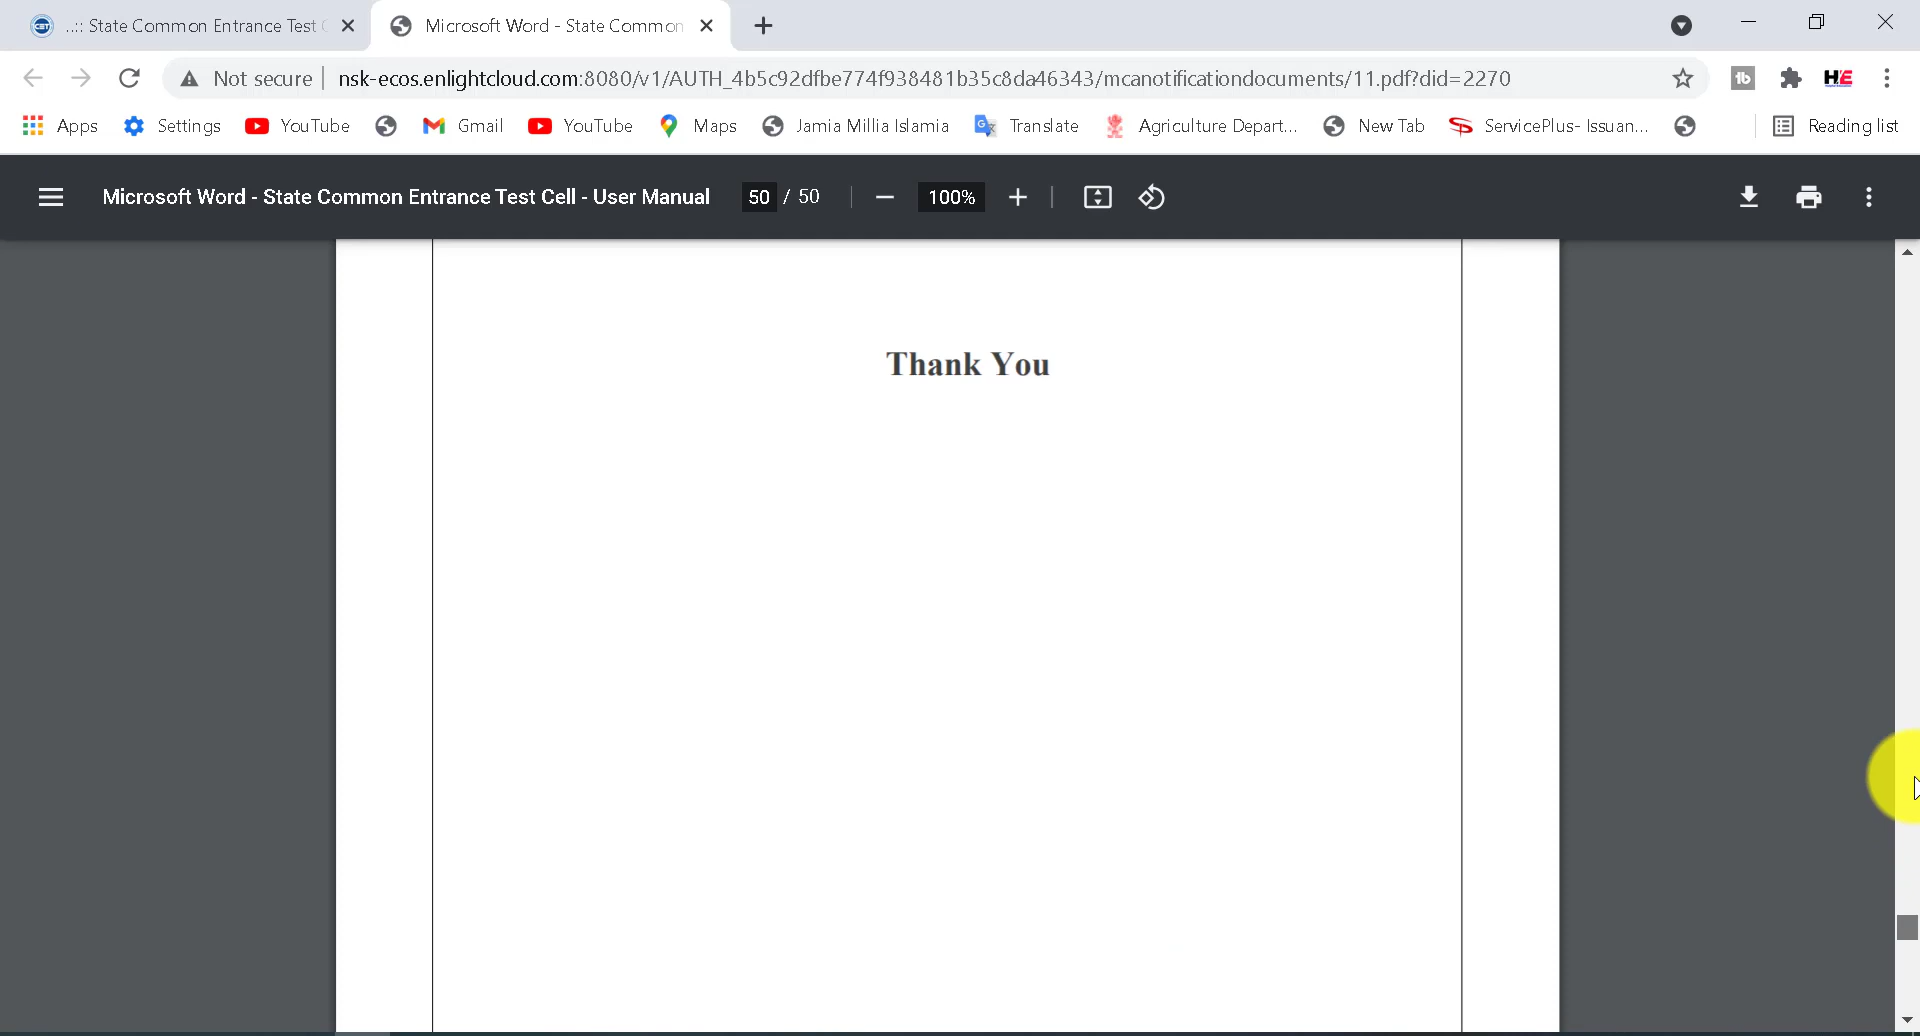 ..:: State Common Entrance Test C
Microsoft Word - State Common
Not secure
nsk-ecos.enlightcloud.com:8080/v1/AUTH_4b5c92dfbe774f938481b35c8da46343/mcanotificationdocuments/11.pdf?did=2270
Apps
Settings
YouTube
Gmail
YouTube
Maps
Jamia Millia Islamia
Translate
Agriculture Depart...
New Tab
ServicePlus- Issuan...
Reading list
Microsoft Word - State Common Entrance Test Cell - User Manual
50 / 50
100%
Thank You